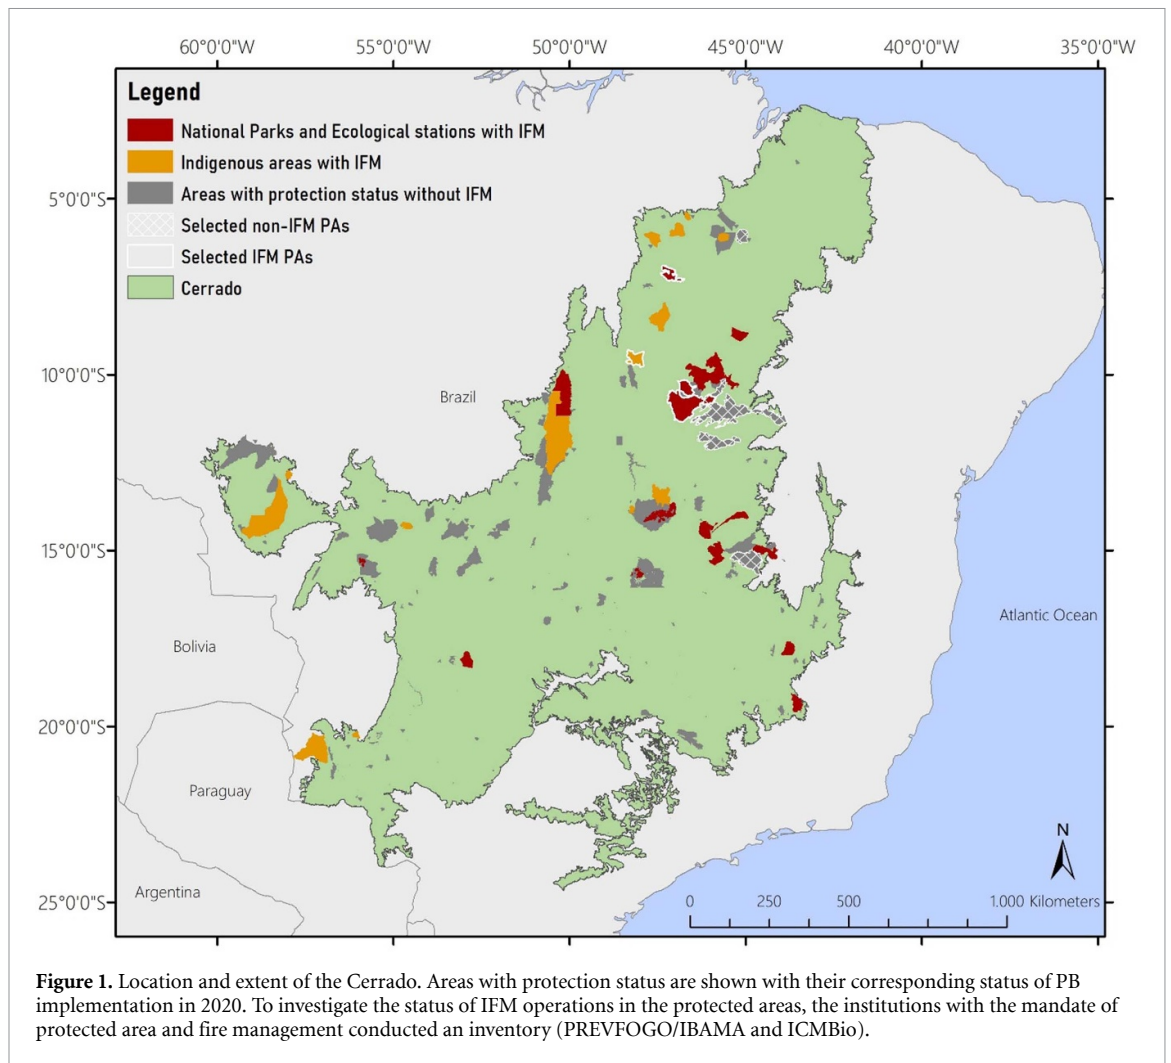 60°0'0"W 55°0'0"W 50°0'0"W 45°0'0"W 40°0'0"W 35°0'0"W
Legend
National Parks and Ecological stations with IFM
Indigenous areas with IFM
Areas with protection status without IFM
Selected non-IFM PAs
Selected IFM PAs
Cerrado
5°0'0"S
10°0'0"S
Brazil
15°0'0"S
Atlantic Ocean
Bolivia
20°0'0"S
Paraguay
N
Argentina
25°0'0"S
0 250 500 1.000 Kilometers
Figure 1. Location and extent of the Cerrado. Areas with protection status are shown with their corresponding status of PB
implementation in 2020. To investigate the status of IFM operations in the protected areas, the institutions with the mandate of
protected area and fire management conducted an inventory (PREVFOGO/IBAMA and ICMBio).